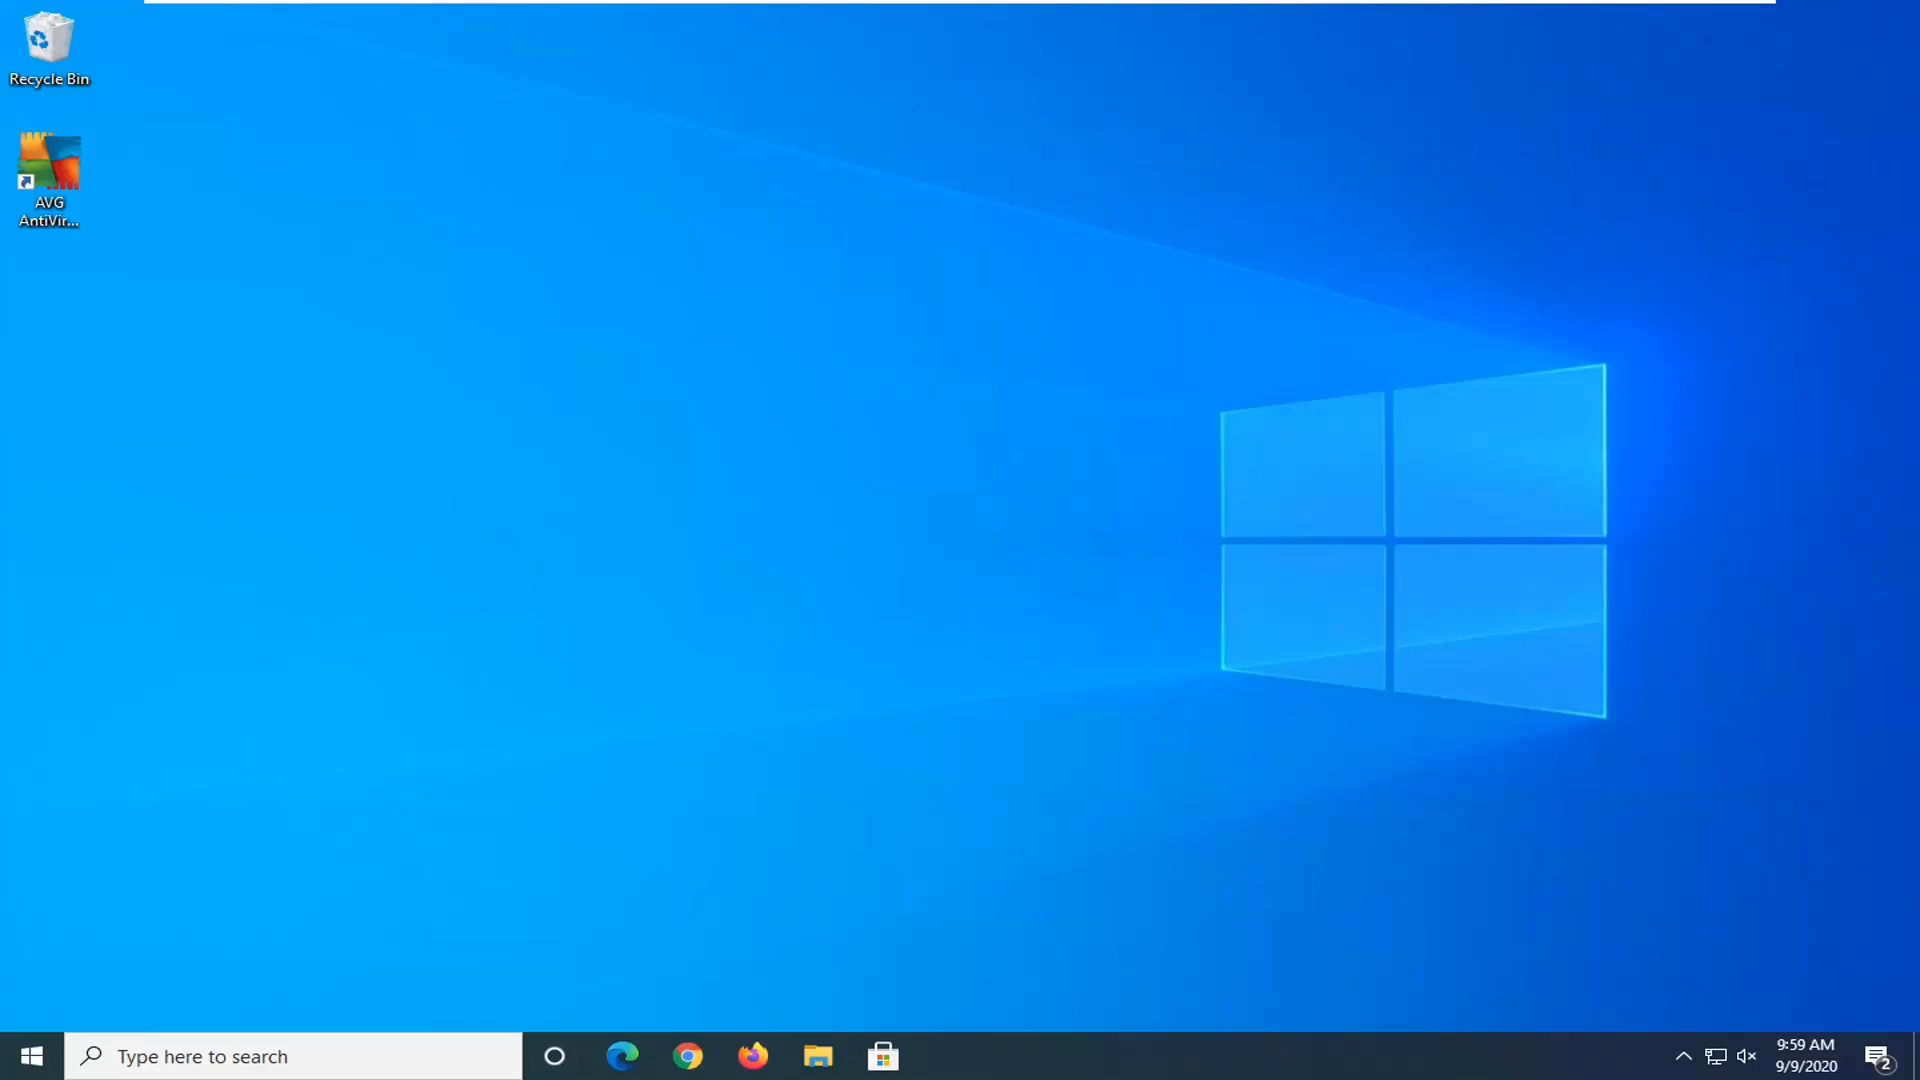 Recycle Bin
AVG
AntiVir...
Type here to search
9:59 AM
9/9/2020
2